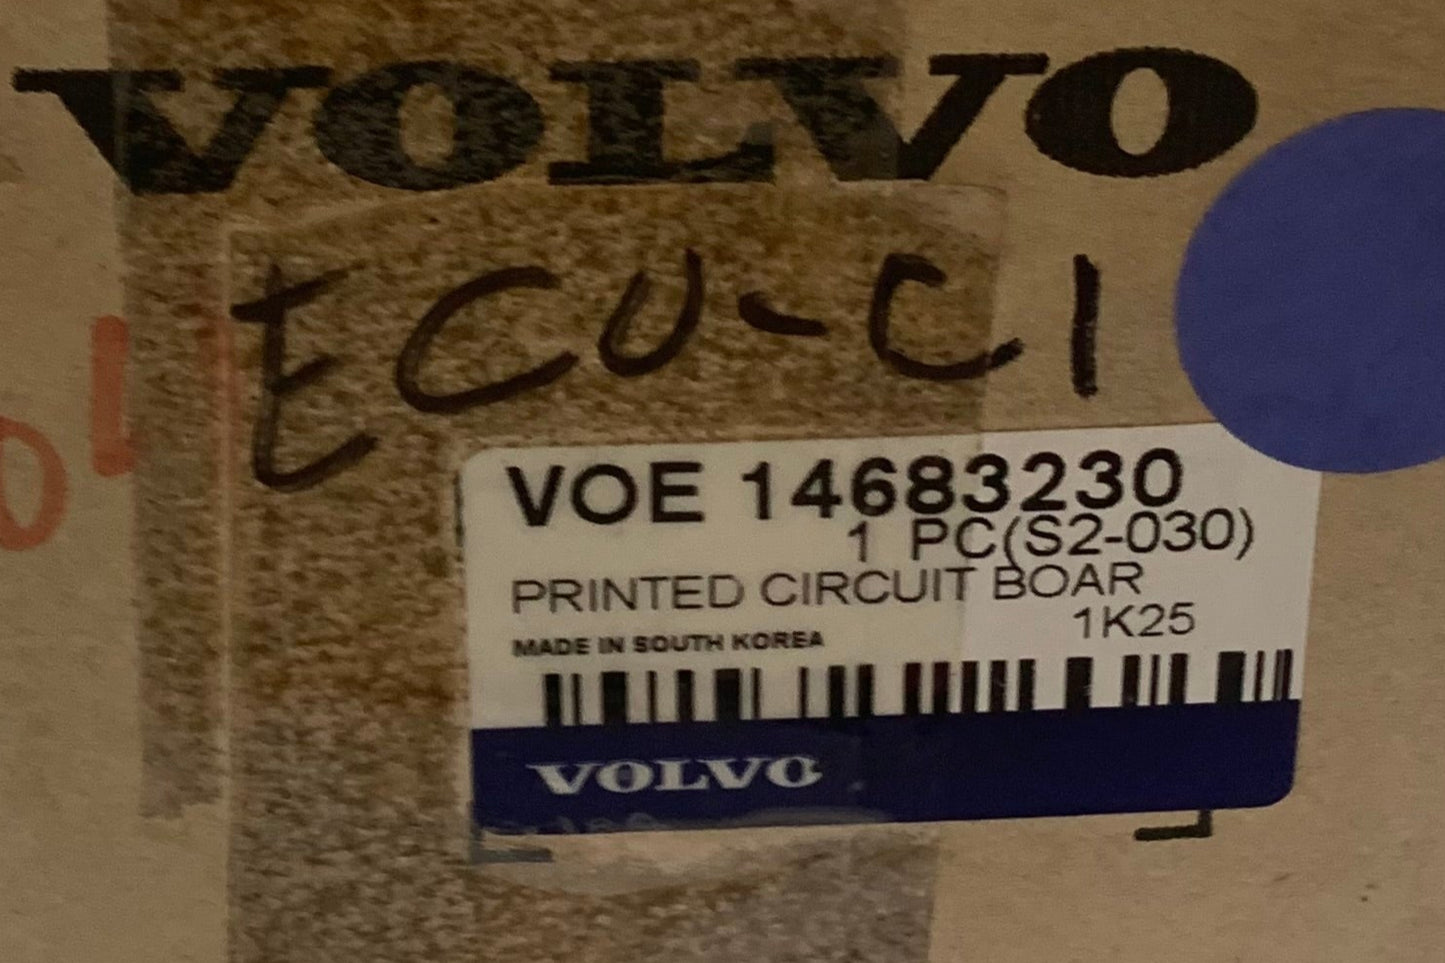 VOLVO
ECU-C1
VOE 14683230
1 PC(S2-030)
PRINTED CIRCUIT BOAR
1K25
MADE IN SOUTH KOREA
VOLVO